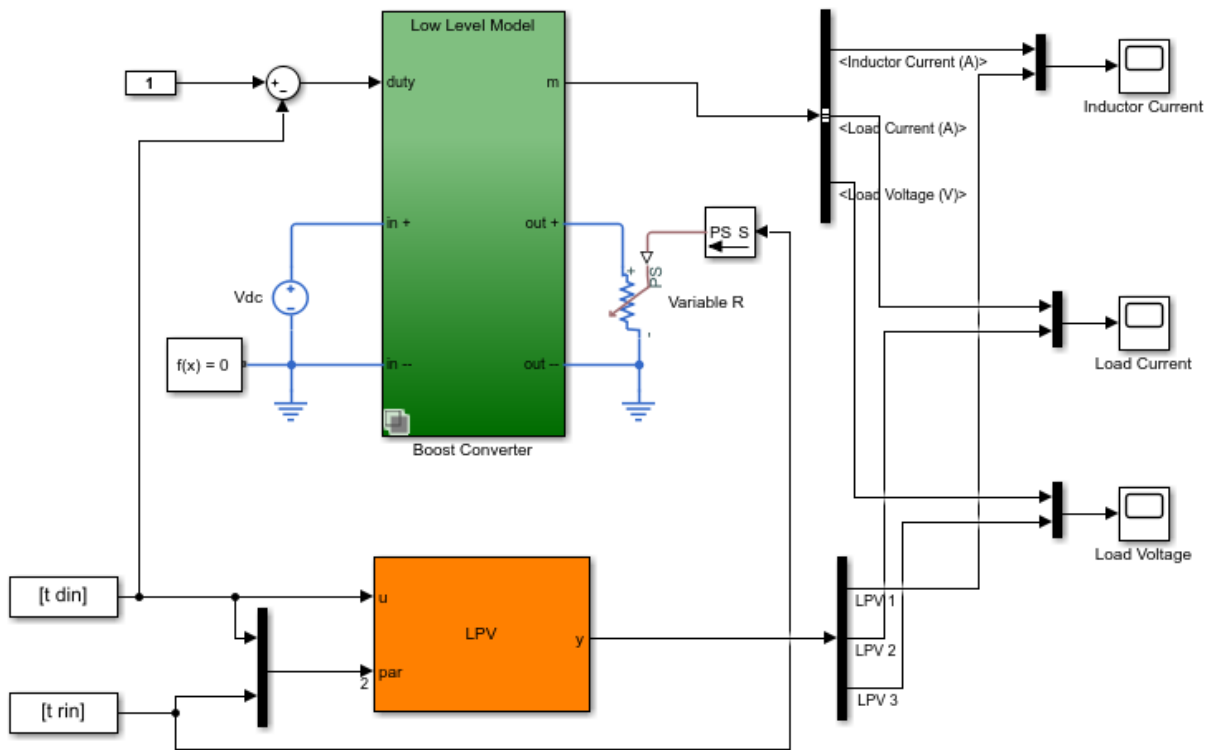 Low Level Model
1
duty
m
<Inductor Current (A)>
Inductor Current
<Load Current (A)>
<Load Voltage (V)>
in +
out +
PS S
PS
+
-
Vdc
Variable R
f(x) = 0
in --
out --
Load Current
Boost Converter
Load Voltage
[t din]
u
LPV
y
LPV 1
LPV 2
par
2
LPV 3
[t rin]